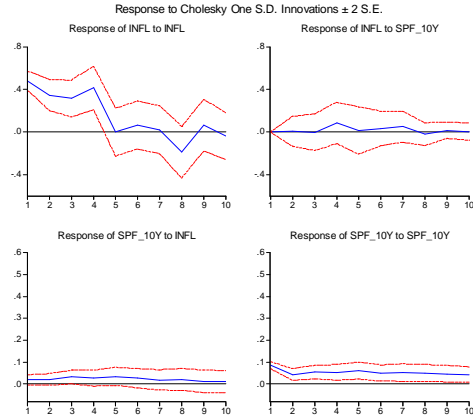 Response to Cholesky One S.D. Innovations ± 2 S.E.
Response of INFL to INFL
Response of INFL to SPF_10Y
.8
.4
.0
-.4
1 2 3 4 5 6 7 8 9 10
.8
.4
.0
-.4
1 2 3 4 5 6 7 8 9 10
Response of SPF_10Y to INFL
Response of SPF_10Y to SPF_10Y
.6
.5
.4
.3
.2
.1
.0
1 2 3 4 5 6 7 8 9 10
.6
.5
.4
.3
.2
.1
.0
1 2 3 4 5 6 7 8 9 10